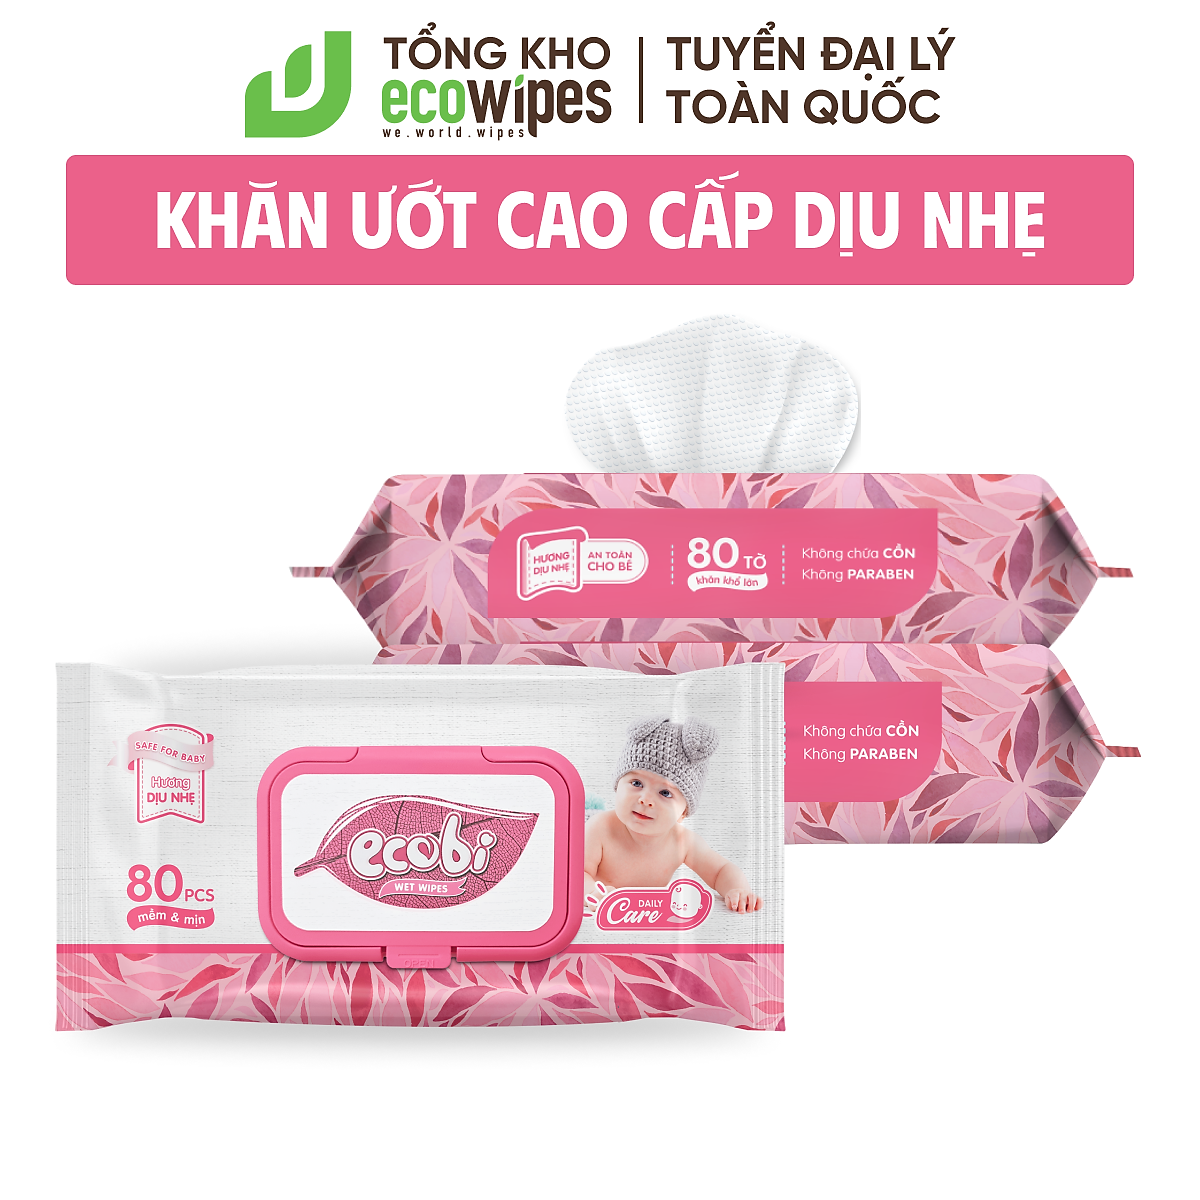 TỔNG KHO
ecowipes
we.world.wipes
TUYỂN ĐẠI LÝ
TOÀN QUỐC
KHĂN ƯỚT CAO CẤP DỊU NHẸ
HƯƠNG
DỊU NHẸ
AN TOÀN
CHO BÉ
80 TỜ
khăn khổ lớn
Không chứa CỒN
Không PARABEN
Không chứa CỒN
Không PARABEN
SAFE FOR BABY
Hương
DỊU NHẸ
80 PCS
mềm & mịn
ecobi
WET WIPES
OPEN
DAILY
Care